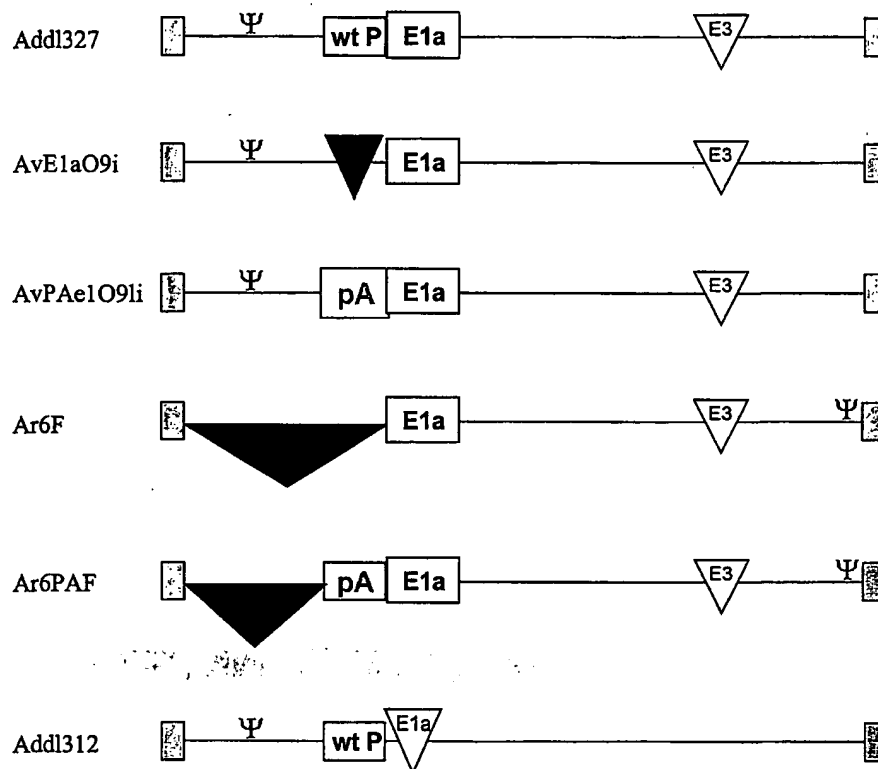 Addl327 Ψ wt P E1a E3
AvE1aO9i Ψ E1a E3
AvPAe1O9li Ψ pA E1a E3
Ar6F E1a E3 Ψ
Ar6PAF pA E1a E3 Ψ
Addl312 Ψ wt P E1a